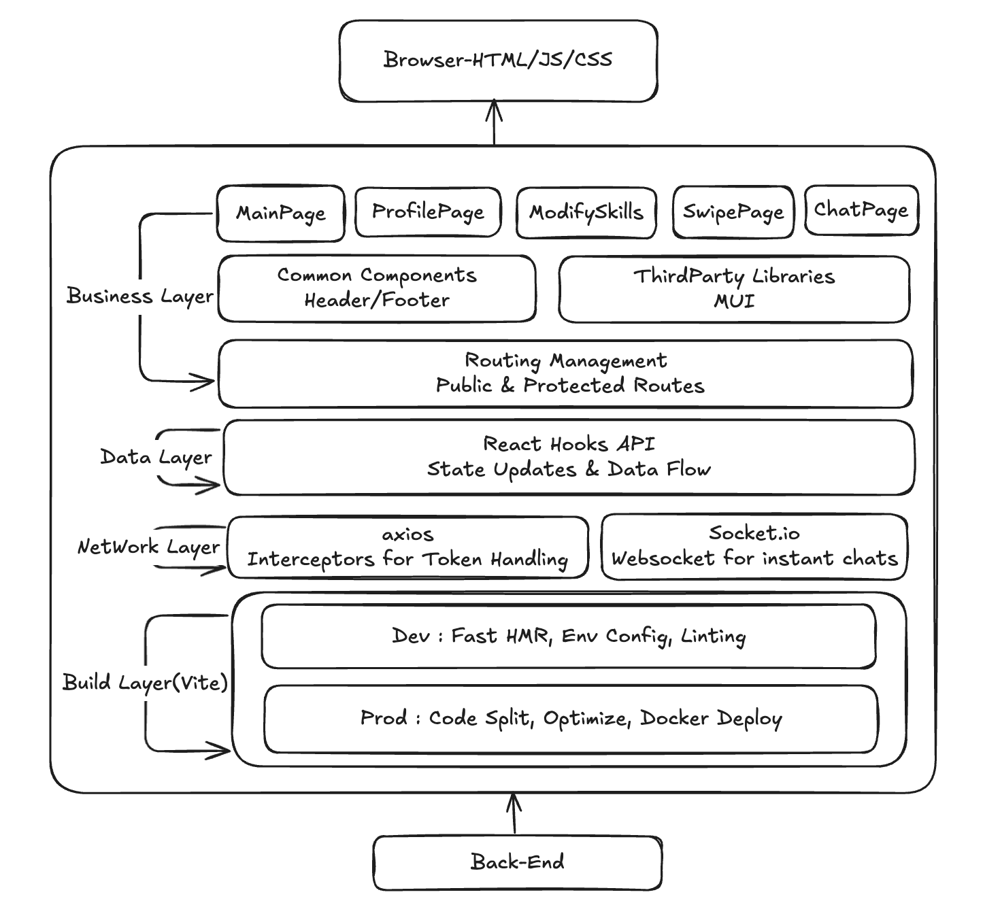 Browser-HTML/JS/CSS
MainPage
ProfilePage
ModifySkills
SwipePage
ChatPage
Business Layer
Common Components
Header/Footer
ThirdParty Libraries
MUI
Routing Management
Public & Protected Routes
Data Layer
React Hooks API
State Updates & Data Flow
NetWork Layer
axios
Interceptors for Token Handling
Socket.io
Websocket for instant chats
Build Layer(Vite)
Dev : Fast HMR, Env Config, Linting
Prod : Code Split, Optimize, Docker Deploy
Back-End